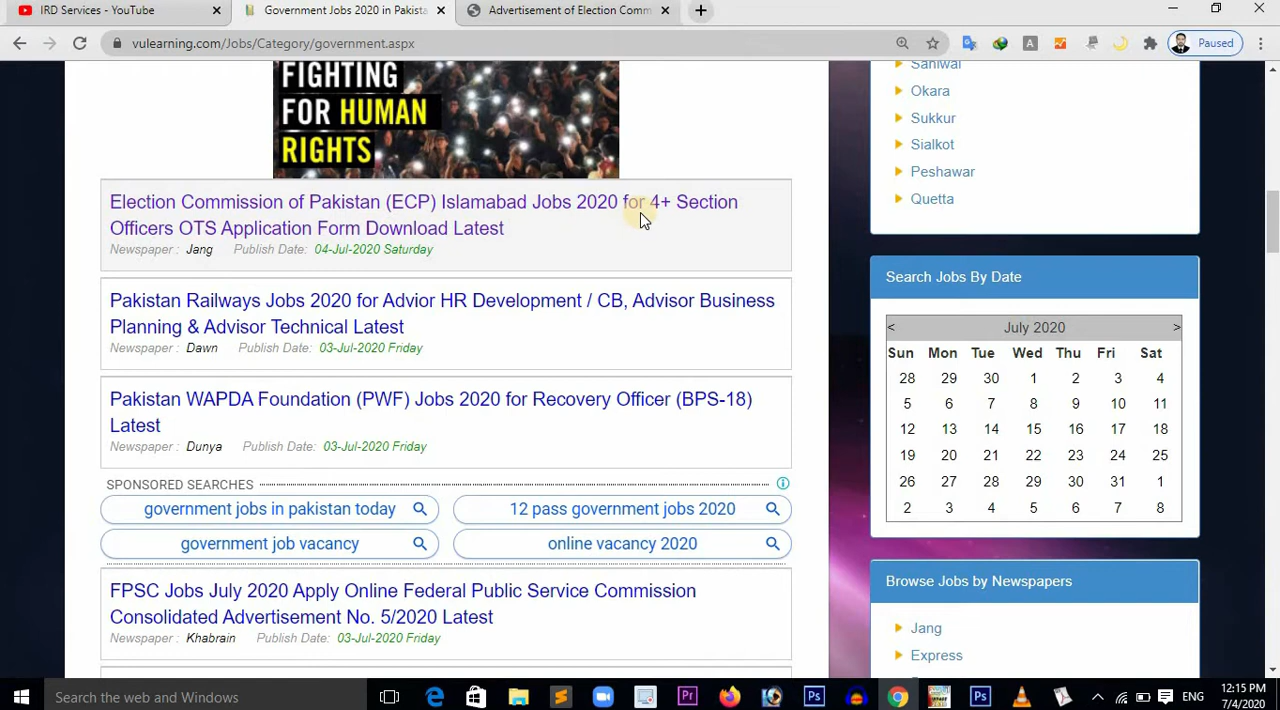 IRD Services - YouTube
Government Jobs 2020 in Pakista
Advertisement of Election Comm
vulearning.com/Jobs/Category/government.aspx
Paused
FIGHTING
FOR HUMAN
RIGHTS
Election Commission of Pakistan (ECP) Islamabad Jobs 2020 for 4+ Section
Officers OTS Application Form Download Latest
Newspaper : Jang Publish Date: 04-Jul-2020 Saturday
Pakistan Railways Jobs 2020 for Advior HR Development / CB, Advisor Business
Planning & Advisor Technical Latest
Newspaper : Dawn Publish Date: 03-Jul-2020 Friday
Pakistan WAPDA Foundation (PWF) Jobs 2020 for Recovery Officer (BPS-18)
Latest
Newspaper : Dunya Publish Date: 03-Jul-2020 Friday
SPONSORED SEARCHES
government jobs in pakistan today
12 pass government jobs 2020
government job vacancy
online vacancy 2020
FPSC Jobs July 2020 Apply Online Federal Public Service Commission
Consolidated Advertisement No. 5/2020 Latest
Newspaper : Khabrain Publish Date: 03-Jul-2020 Friday
Sahiwal
Okara
Sukkur
Sialkot
Peshawar
Quetta
Search Jobs By Date
< July 2020 >
Sun Mon Tue Wed Thu Fri Sat
28 29 30 1 2 3 4
5 6 7 8 9 10 11
12 13 14 15 16 17 18
19 20 21 22 23 24 25
26 27 28 29 30 31 1
2 3 4 5 6 7 8
Browse Jobs by Newspapers
Jang
Express
Search the web and Windows
ENG
12:15 PM
7/4/2020